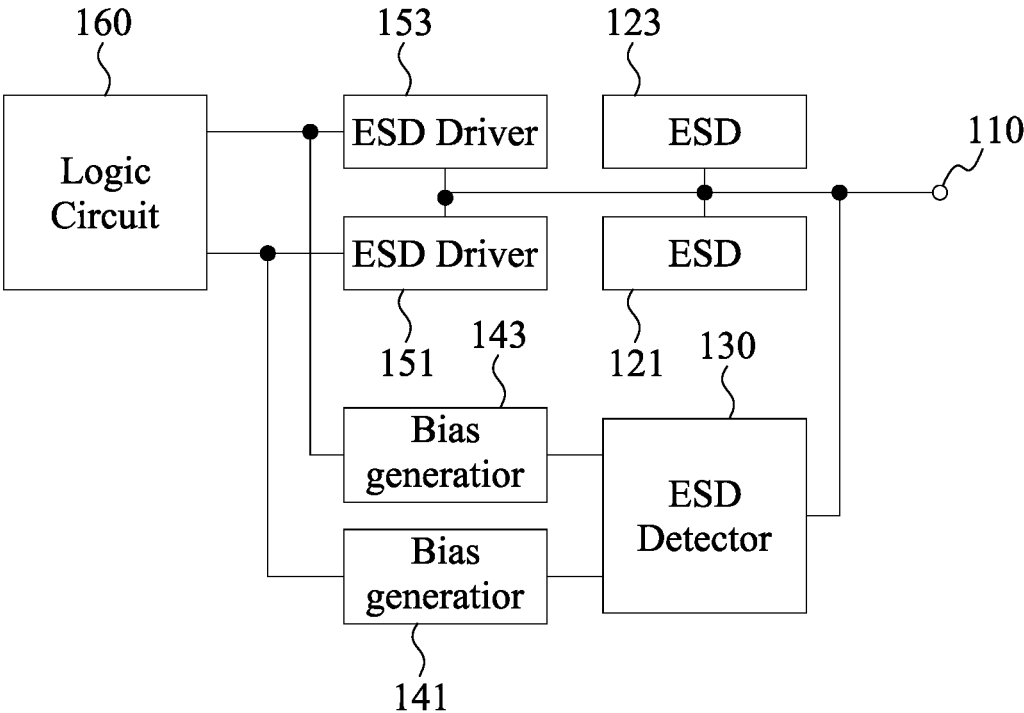 160
153
123
110
Logic
Circuit
ESD Driver
ESD
ESD Driver
ESD
151
143
121
130
Bias
generatior
ESD
Detector
Bias
generatior
141